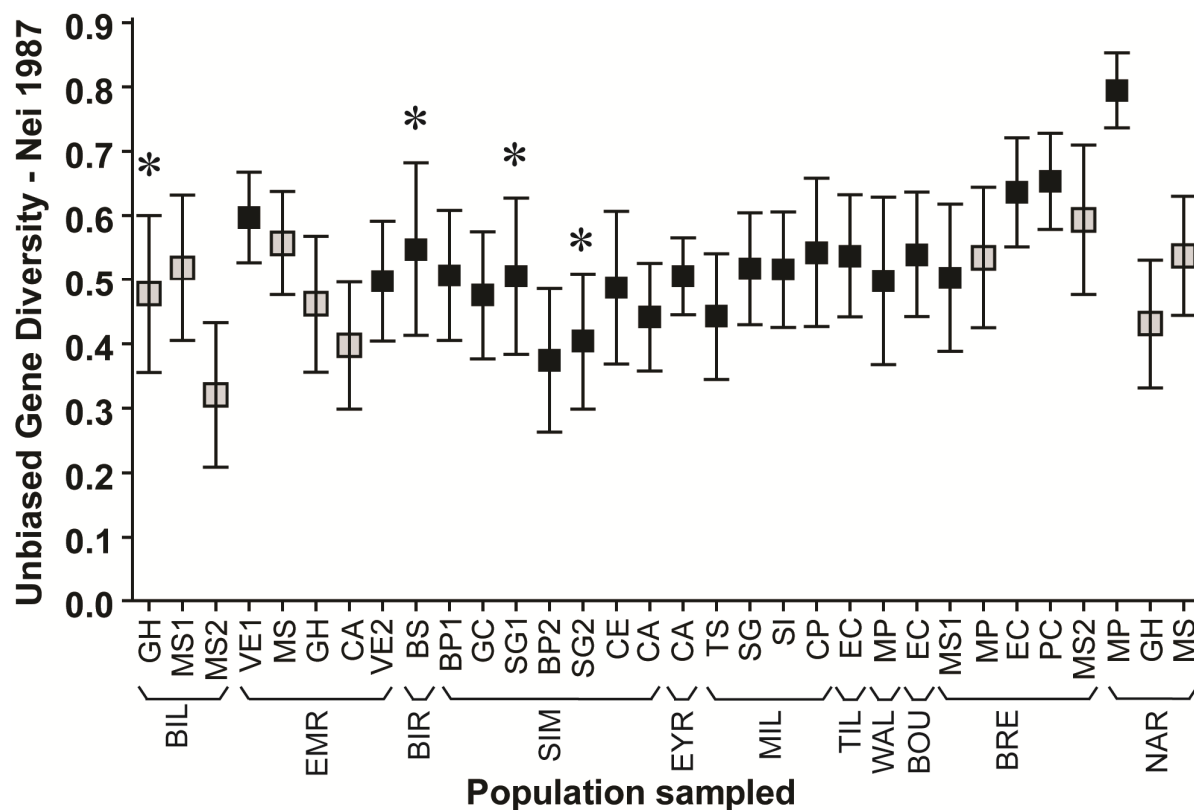 Unbiased Gene Diversity - Nei 1987
0.9
0.8
0.7
0.6
0.5
0.4
0.3
0.2
0.1
0.0
* * * *
GH MS1 MS2 VE1 MS GH CA VE2 BS BP1 GC SG1 BP2 SG2 CE CA CA TS SG SI CP EC MP EC MS1 MP EC PC MS2 MP GH MS
BIL EMR BIR SIM EYR MIL TIL WAL BOU BRE NAR
Population sampled